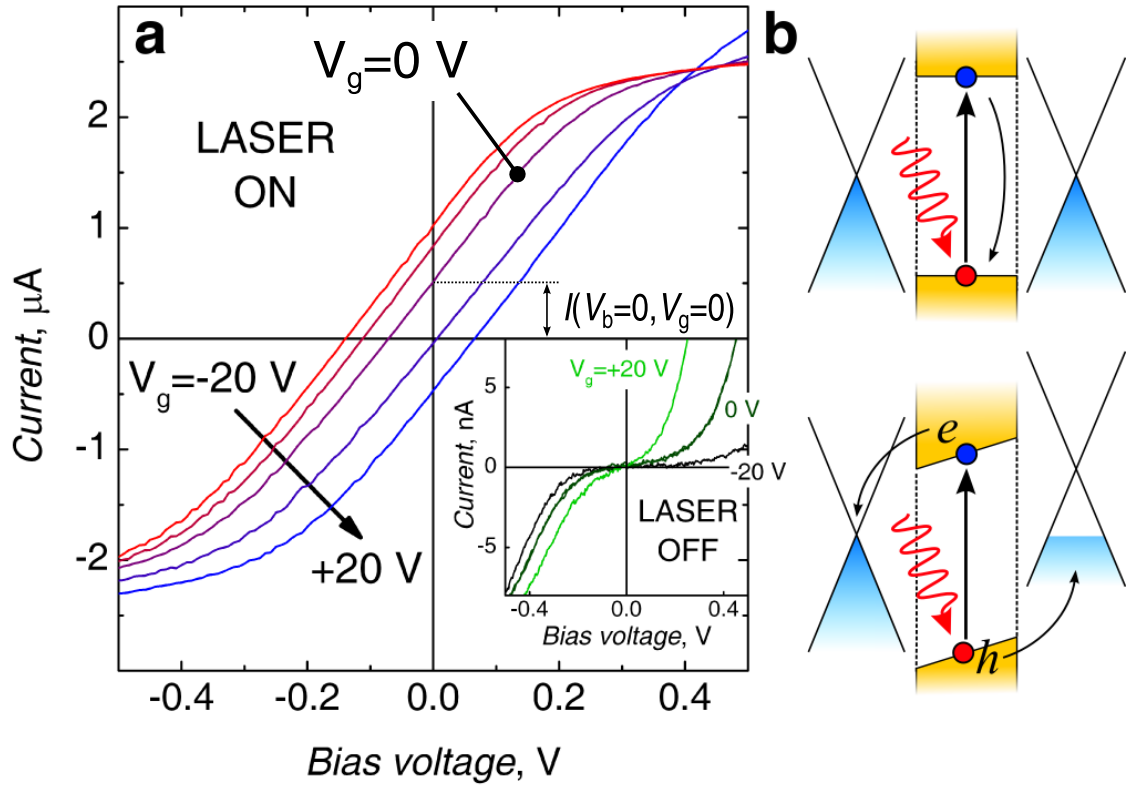 a
V_g=0 V
LASER
ON
I(V_b=0,V_g=0)
V_g=-20 V
+20 V
2
1
0
-1
-2
Current, μA
-0.4
-0.2
0.0
0.2
0.4
Bias voltage, V
V_g=+20 V
0 V
-20 V
LASER
OFF
5
0
-5
Current, nA
-0.4
0.0
0.4
Bias voltage, V
b
e
h